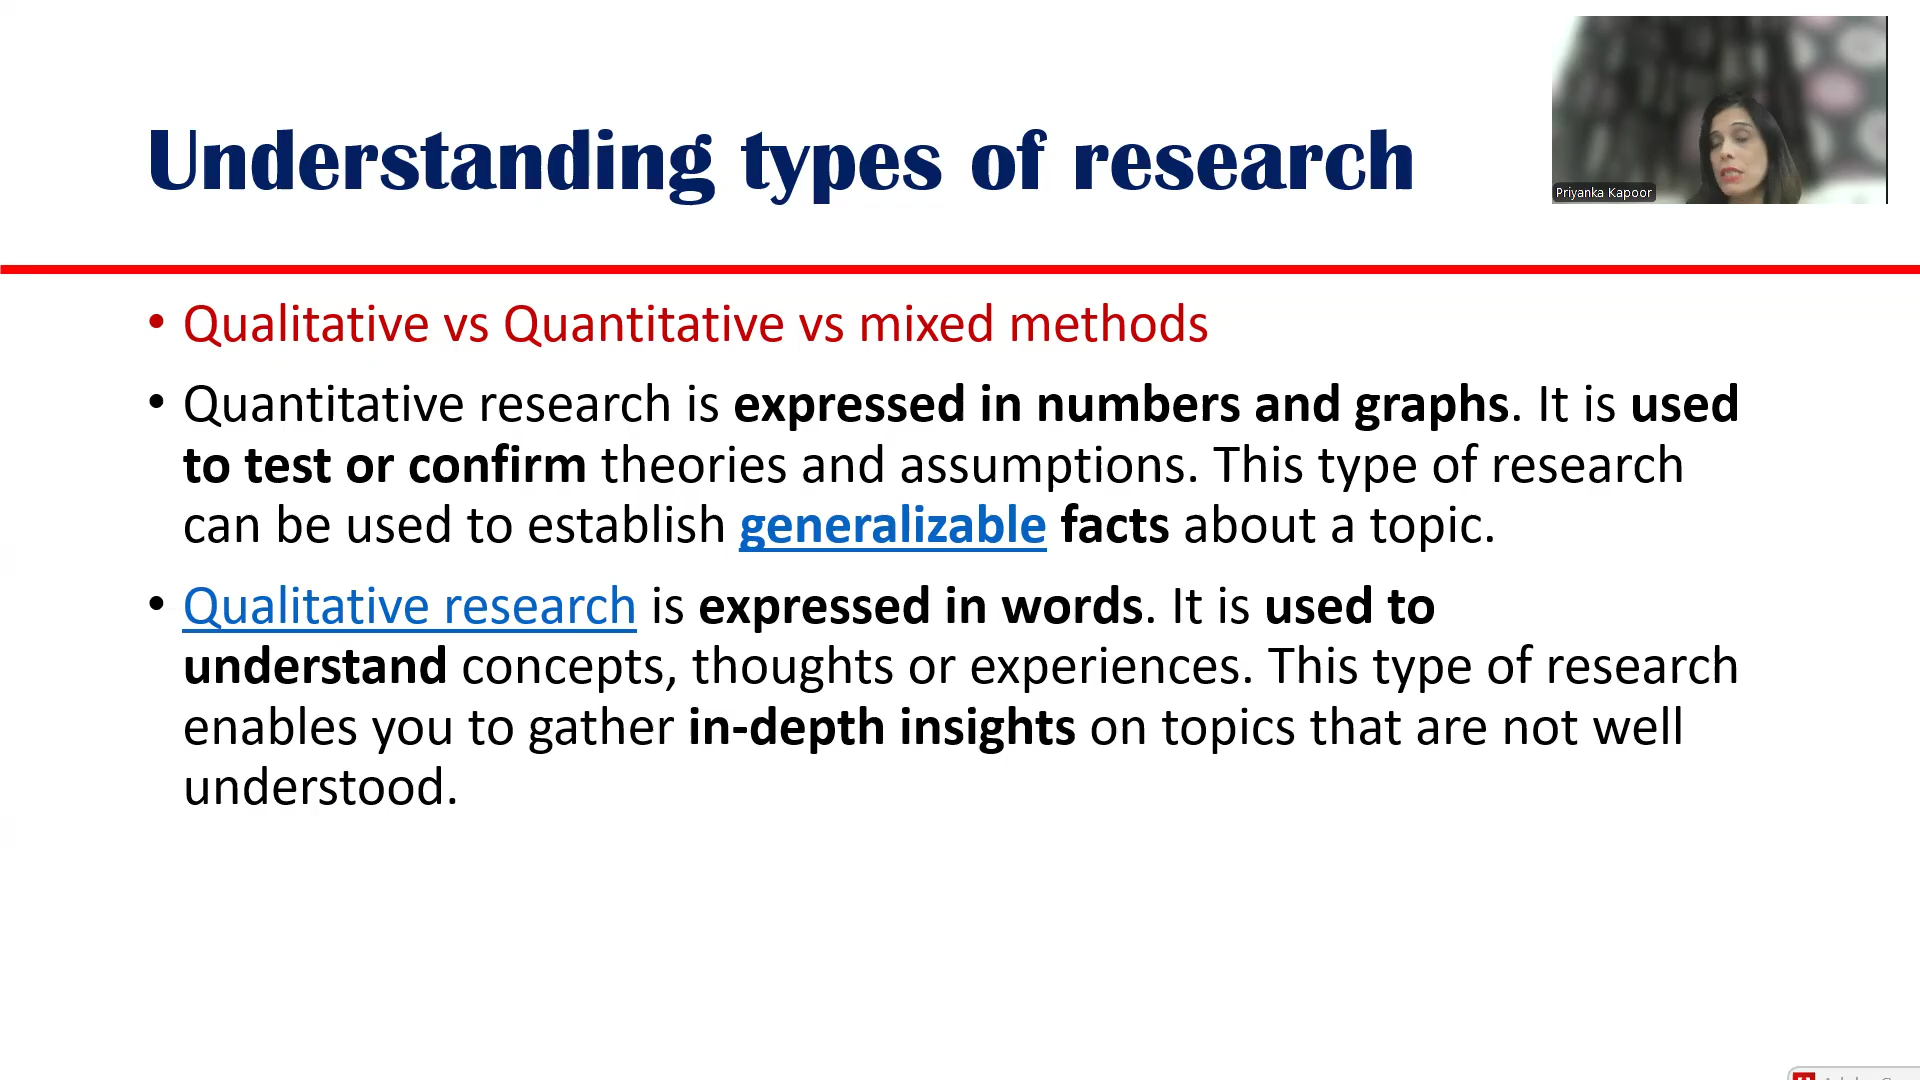 Understanding types of research
Priyanka Kapoor
• Qualitative vs Quantitative vs mixed methods
• Quantitative research is expressed in numbers and graphs. It is used
to test or confirm theories and assumptions. This type of research
can be used to establish generalizable facts about a topic.
• Qualitative research is expressed in words. It is used to
understand concepts, thoughts or experiences. This type of research
enables you to gather in-depth insights on topics that are not well
understood.